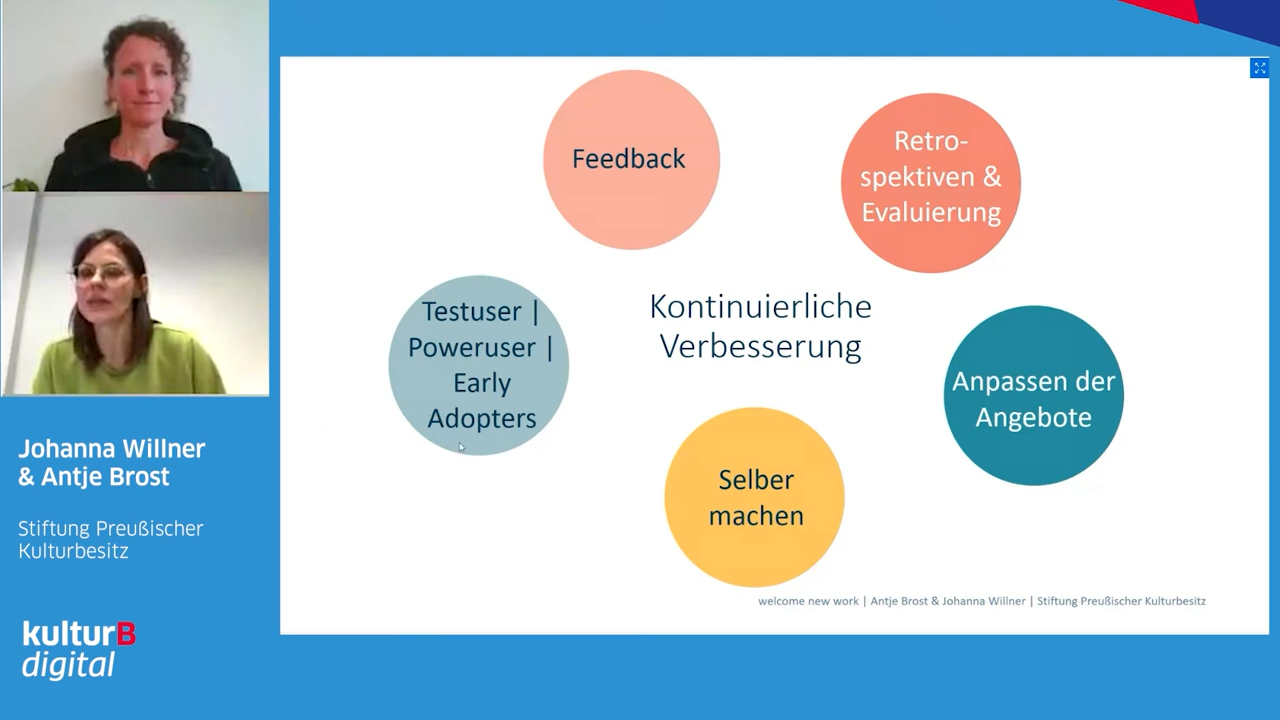 Feedback
Retro-
spektiven &
Evaluierung
Testuser |
Poweruser |
Early
Adopters
Kontinuierliche
Verbesserung
Anpassen der
Angebote
Selber
machen
welcome new work | Antje Brost & Johanna Willner | Stiftung Preußischer Kulturbesitz
Johanna Willner
& Antje Brost
Stiftung Preußischer
Kulturbesitz
kulturB
digital